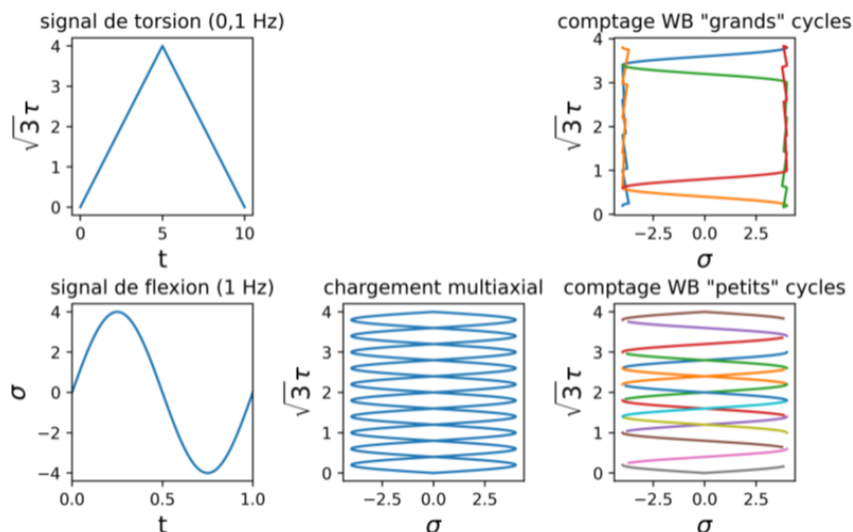 signal de torsion (0,1 Hz)
4
3
2
1
0
√3 τ
0 5 10
t
comptage WB "grands" cycles
4
3
2
1
0
√3 τ
−2.5 0.0 2.5
σ
signal de flexion (1 Hz)
4
2
0
−2
−4
σ
0.0 0.5 1.0
t
chargement multiaxial
4
3
2
1
0
√3 τ
−2.5 0.0 2.5
σ
comptage WB "petits" cycles
4
3
2
1
0
√3 τ
−2.5 0.0 2.5
σ